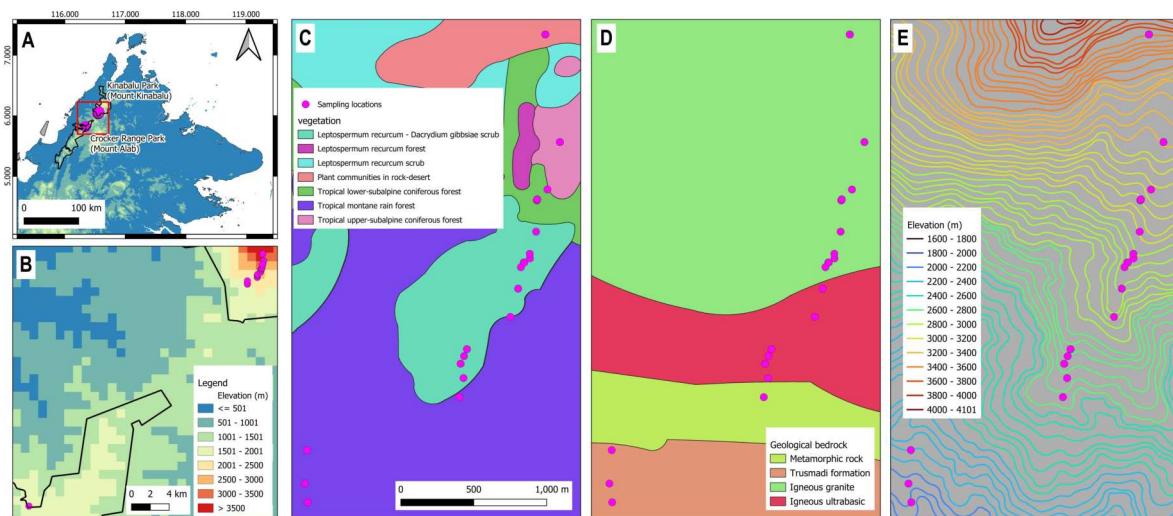 116.000 117.000 118.000 119.000
A
7.000
6.000
5.000
Kinabalu Park
(Mount Kinabalu)
Crocker Range Park
(Mount Alab)
0 100 km
B
Legend
Elevation (m)
<= 501
501 - 1001
1001 - 1501
1501 - 2001
2001 - 2500
2500 - 3000
3000 - 3500
> 3500
0 2 4 km
C
Sampling locations
vegetation
Leptospermum recurcum - Dacrydium gibbsiae scrub
Leptospermum recurcum forest
Leptospermum recurcum scrub
Plant communities in rock-desert
Tropical lower-subalpine coniferous forest
Tropical montane rain forest
Tropical upper-subalpine coniferous forest
0 500 1,000 m
D
Geological bedrock
Metamorphic rock
Trusmadi formation
Igneous granite
Igneous ultrabasic
E
Elevation (m)
1600 - 1800
1800 - 2000
2000 - 2200
2200 - 2400
2400 - 2600
2600 - 2800
2800 - 3000
3000 - 3200
3200 - 3400
3400 - 3600
3600 - 3800
3800 - 4000
4000 - 4101